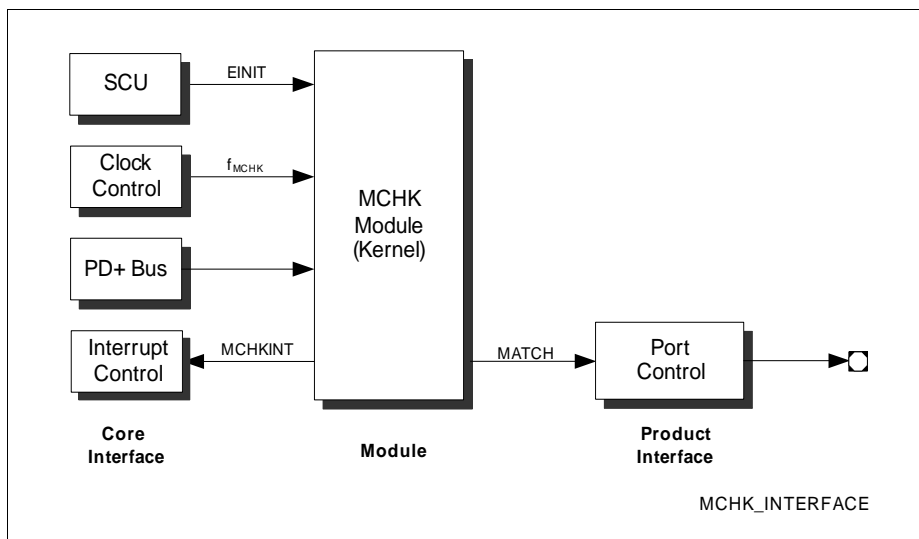 SCU
EINIT
Clock
Control
fMCHK
MCHK
Module
(Kernel)
PD+ Bus
Interrupt
Control
MCHKINT
MATCH
Port
Control
Core
Interface
Module
Product
Interface
MCHK_INTERFACE